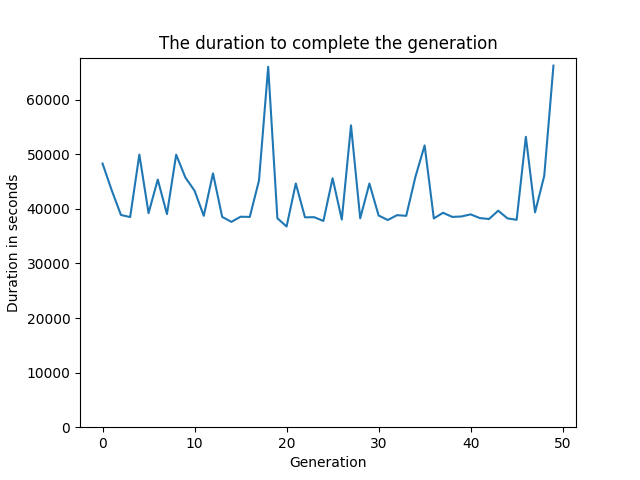 The duration to complete the generation
60000
50000
40000
30000
20000
10000
0
Duration in seconds
0 10 20 30 40 50
Generation